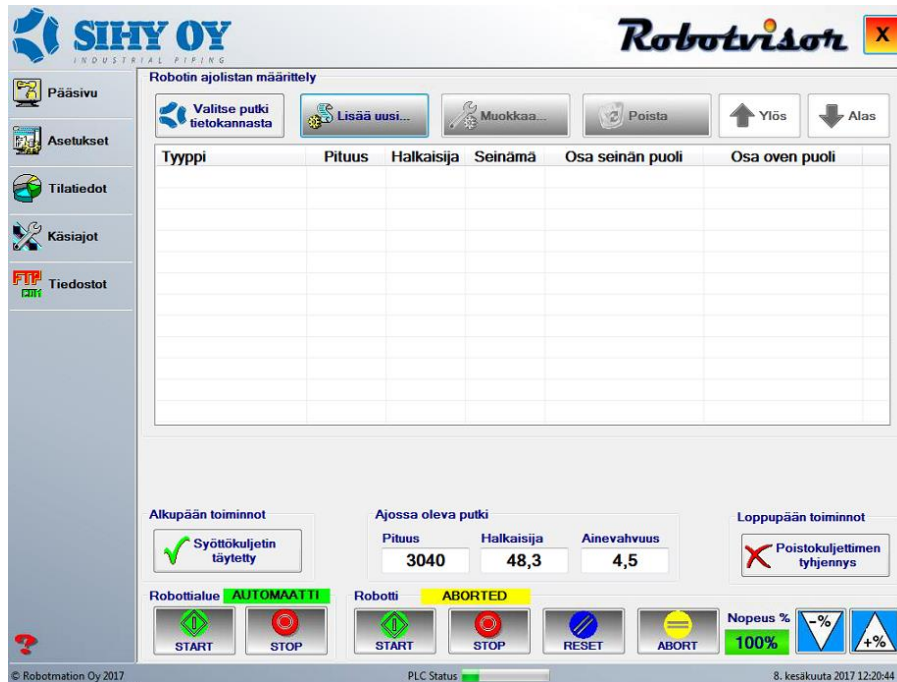 SIHY OY
INDUSTRIAL PIPING
Robotvisor
X
Pääsivu
Asetukset
Tilatiedot
Käsiajot
FTP
COM
Tiedostot
Robotin ajolistan määrittely
Valitse putki
tietokannasta
Lisää uusi...
Muokkaa...
Poista
Ylös
Alas
Tyyppi Pituus Halkaisija Seinämä Osa seinän puoli Osa oven puoli
Alkupään toiminnot
Syöttökuljetin
täytetty
Ajossa oleva putki
Pituus Halkaisija Ainevahvuus
3040 48,3 4,5
Loppupään toiminnot
Poistokuljettimen
tyhjennys
Robottialue AUTOMAATTI
START STOP
Robotti ABORTED
START STOP RESET ABORT
Nopeus %
100%
-%
+%
?
© Robotmation Oy 2017
PLC Status
8. kesäkuuta 2017 12:20:44